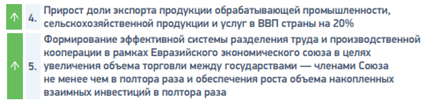 4. Прирост доли экспорта продукции обрабатывающей промышленности,
сельскохозяйственной продукции и услуг в ВВП страны на 20%
5. Формирование эффективной системы разделения труда и производственной
кооперации в рамках Евразийского экономического союза в целях
увеличения объема торговли между государствами — членами Союза
не менее чем в полтора раза и обеспечения роста объема накопленных
взаимных инвестиций в полтора раза